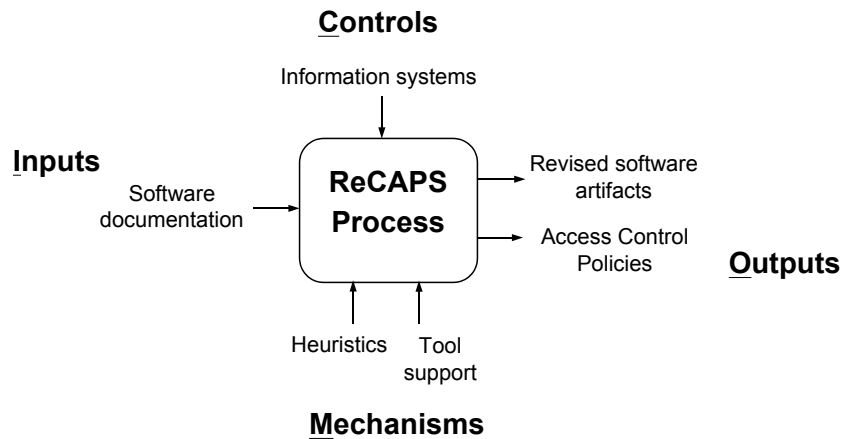 Controls
Information systems
Inputs
Software
documentation
ReCAPS
Process
Revised software
artifacts
Access Control
Policies
Outputs
Heuristics
Tool
support
Mechanisms